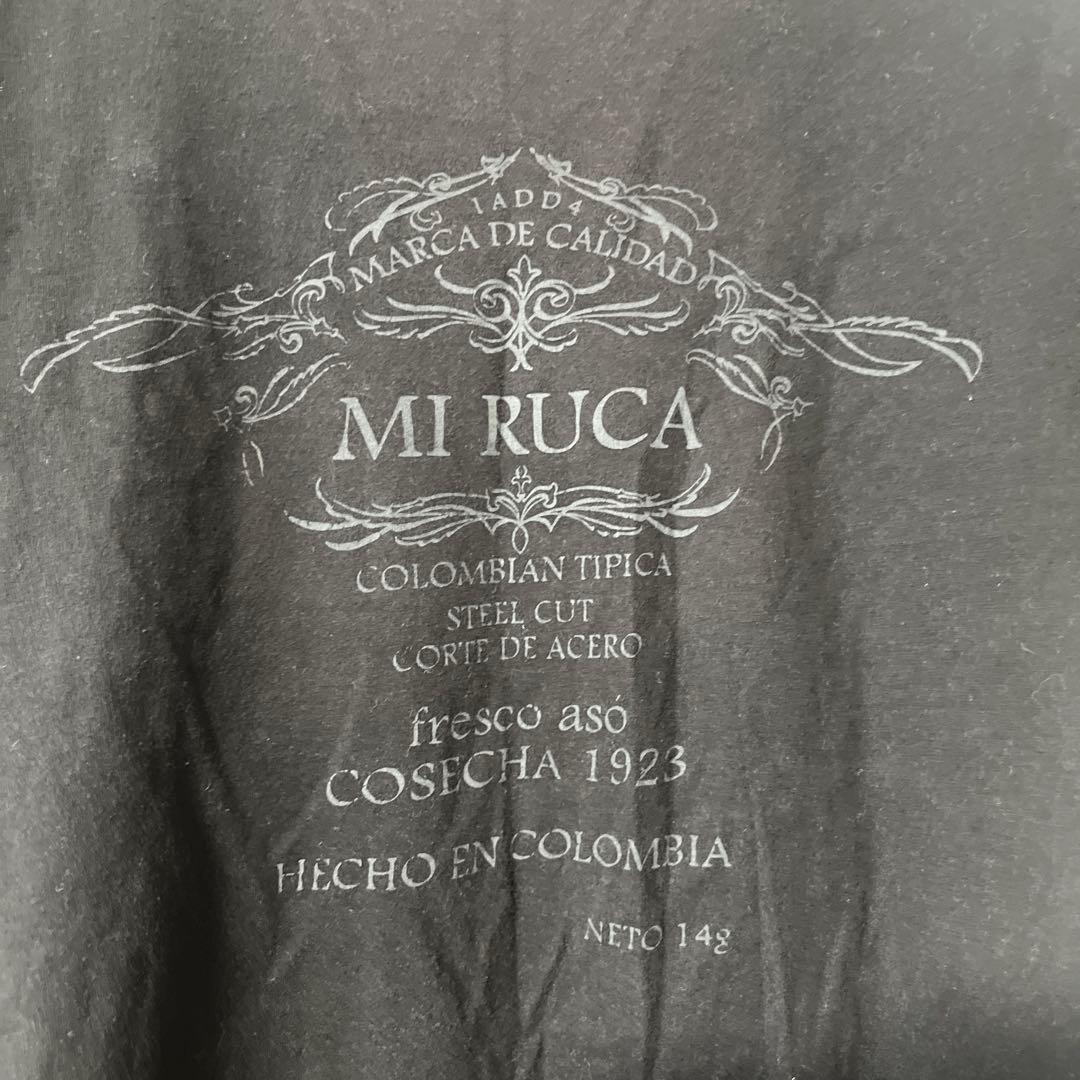 1ADD4
MARCA DE CALIDAD
MI RUCA
COLOMBIAN TIPICA
STEEL CUT
CORTE DE ACERO
fresco asó
COSECHA 1923
HECHO EN COLOMBIA
NETO 14g